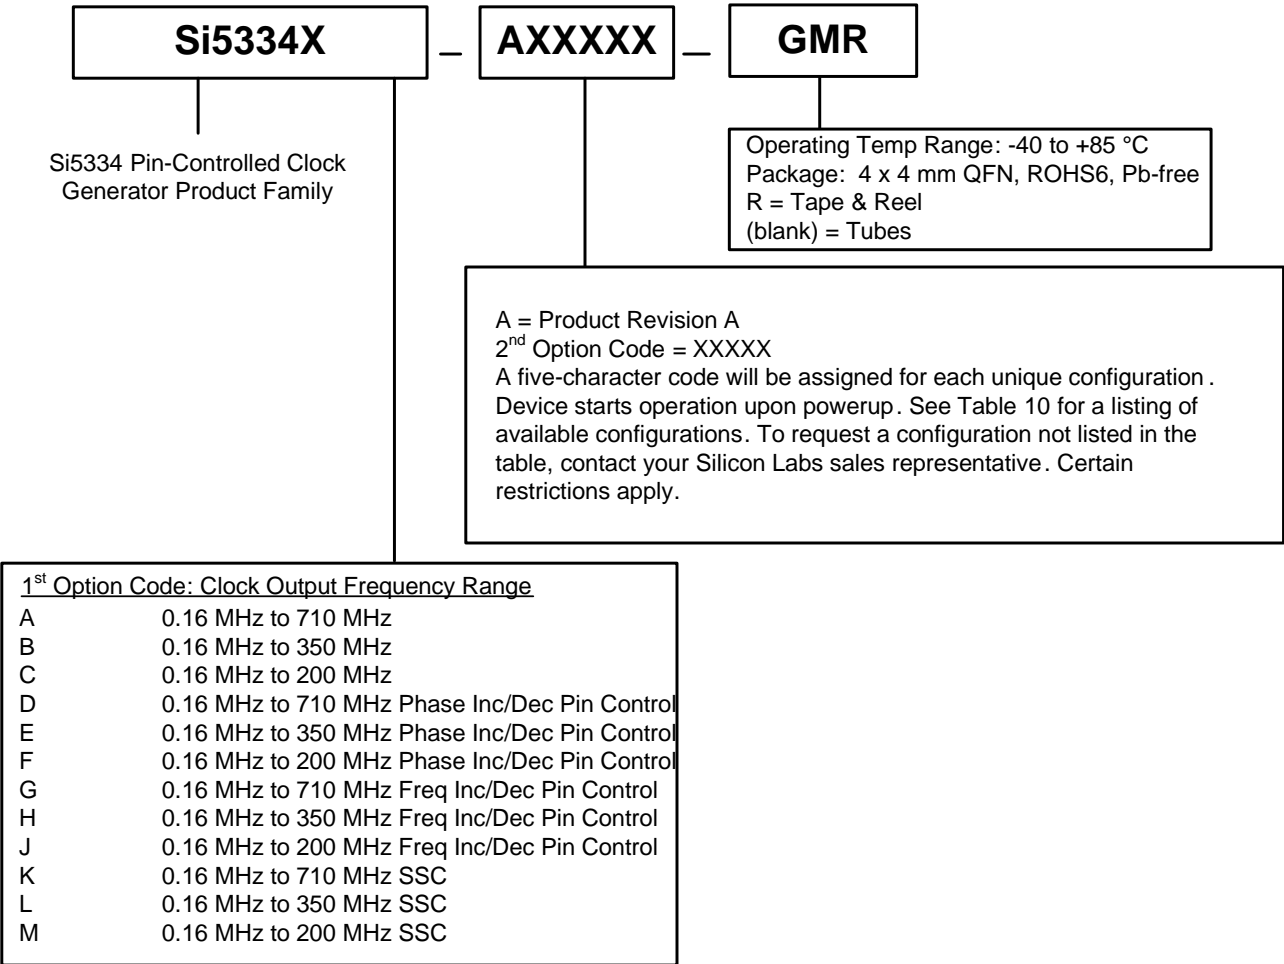 Si5334X – AXXXXX – GMR
Si5334 Pin-Controlled Clock
Generator Product Family
Operating Temp Range: -40 to +85 °C
Package: 4 x 4 mm QFN, ROHS6, Pb-free
R = Tape & Reel
(blank) = Tubes
A = Product Revision A
2nd Option Code = XXXXX
A five-character code will be assigned for each unique configuration.
Device starts operation upon powerup. See Table 10 for a listing of
available configurations. To request a configuration not listed in the
table, contact your Silicon Labs sales representative. Certain
restrictions apply.
1st Option Code: Clock Output Frequency Range
A 0.16 MHz to 710 MHz
B 0.16 MHz to 350 MHz
C 0.16 MHz to 200 MHz
D 0.16 MHz to 710 MHz Phase Inc/Dec Pin Control
E 0.16 MHz to 350 MHz Phase Inc/Dec Pin Control
F 0.16 MHz to 200 MHz Phase Inc/Dec Pin Control
G 0.16 MHz to 710 MHz Freq Inc/Dec Pin Control
H 0.16 MHz to 350 MHz Freq Inc/Dec Pin Control
J 0.16 MHz to 200 MHz Freq Inc/Dec Pin Control
K 0.16 MHz to 710 MHz SSC
L 0.16 MHz to 350 MHz SSC
M 0.16 MHz to 200 MHz SSC